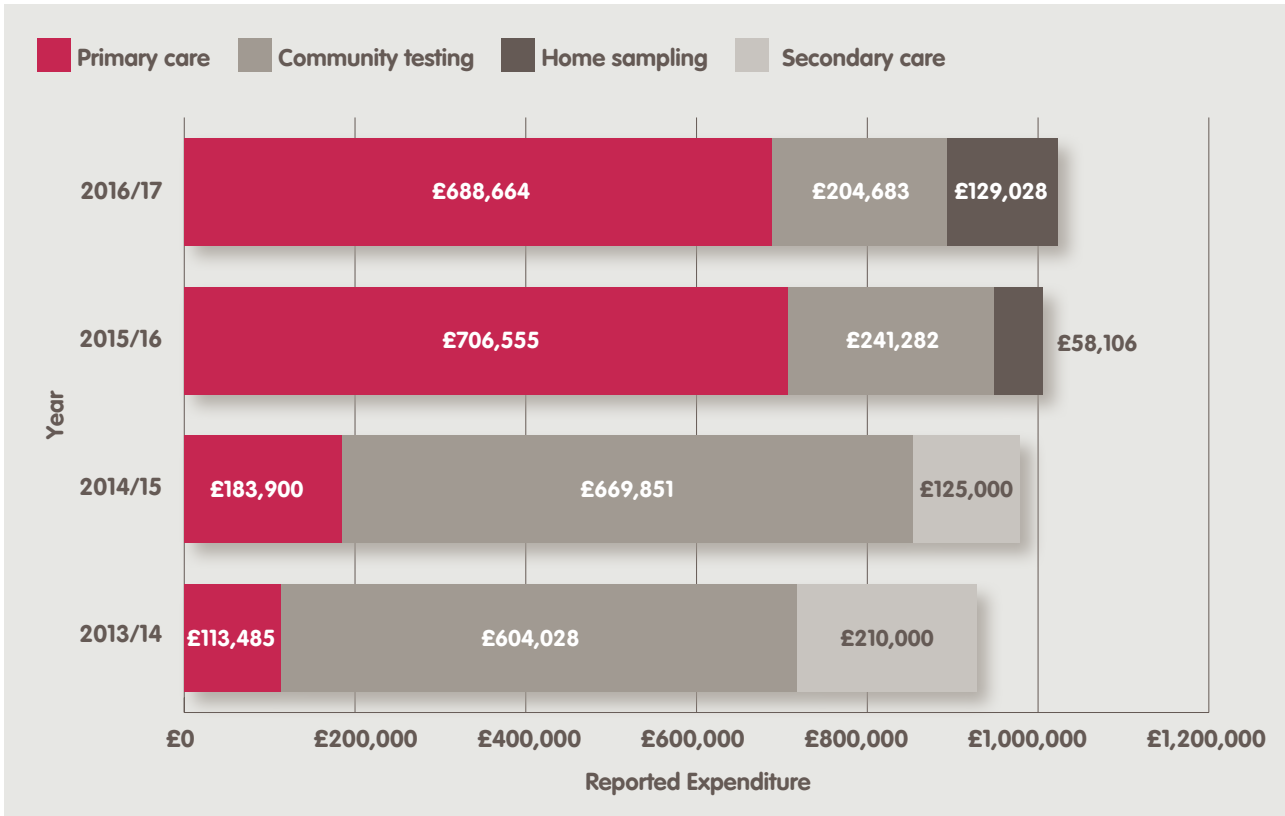 Primary care Community testing Home sampling Secondary care
2016/17 £688,664 £204,683 £129,028
2015/16 £706,555 £241,282 £58,106
2014/15 £183,900 £669,851 £125,000
2013/14 £113,485 £604,028 £210,000
Year
£0 £200,000 £400,000 £600,000 £800,000 £1,000,000 £1,200,000
Reported Expenditure